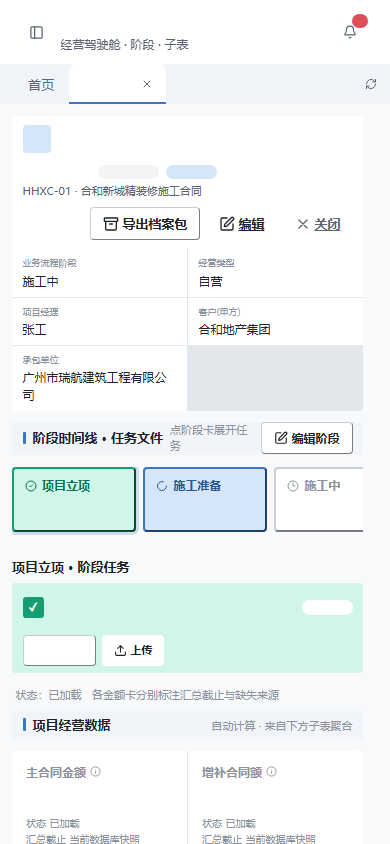 经营驾驶舱 · 阶段 · 子表
首页
HHXC-01 · 合和新城精装修施工合同
导出档案包
编辑
关闭
业务流程阶段
施工中
经营类型
自营
项目经理
张工
客户(甲方)
合和地产集团
承包单位
广州市瑞航建筑工程有限公
司
阶段时间线 • 任务文件
点阶段卡展开任
务
编辑阶段
项目立项
施工准备
施工中
项目立项 • 阶段任务
上传
状态：已加载 各金额卡分别标注汇总截止与缺失来源
项目经营数据
自动计算 · 来自下方子表聚合
主合同金额
增补合同额
状态 已加载
汇总截止 当前数据库快照
状态 已加载
汇总截止 当前数据库快照